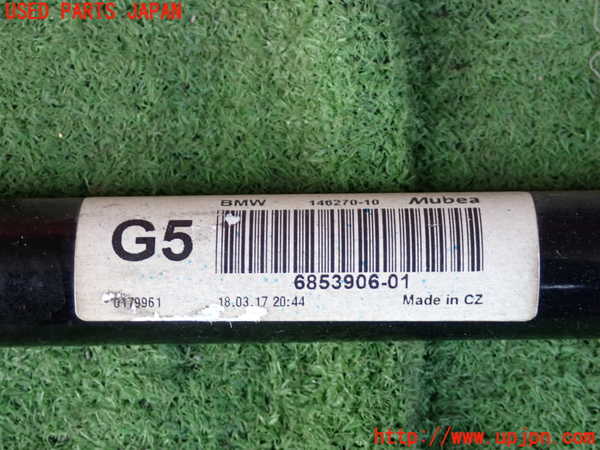 USED PARTS JAPAN
BMW 146270-10 Mubea
G5
6853906-01
0179961 18.03.17 20:44 Made in CZ
http://www.upjpn.com